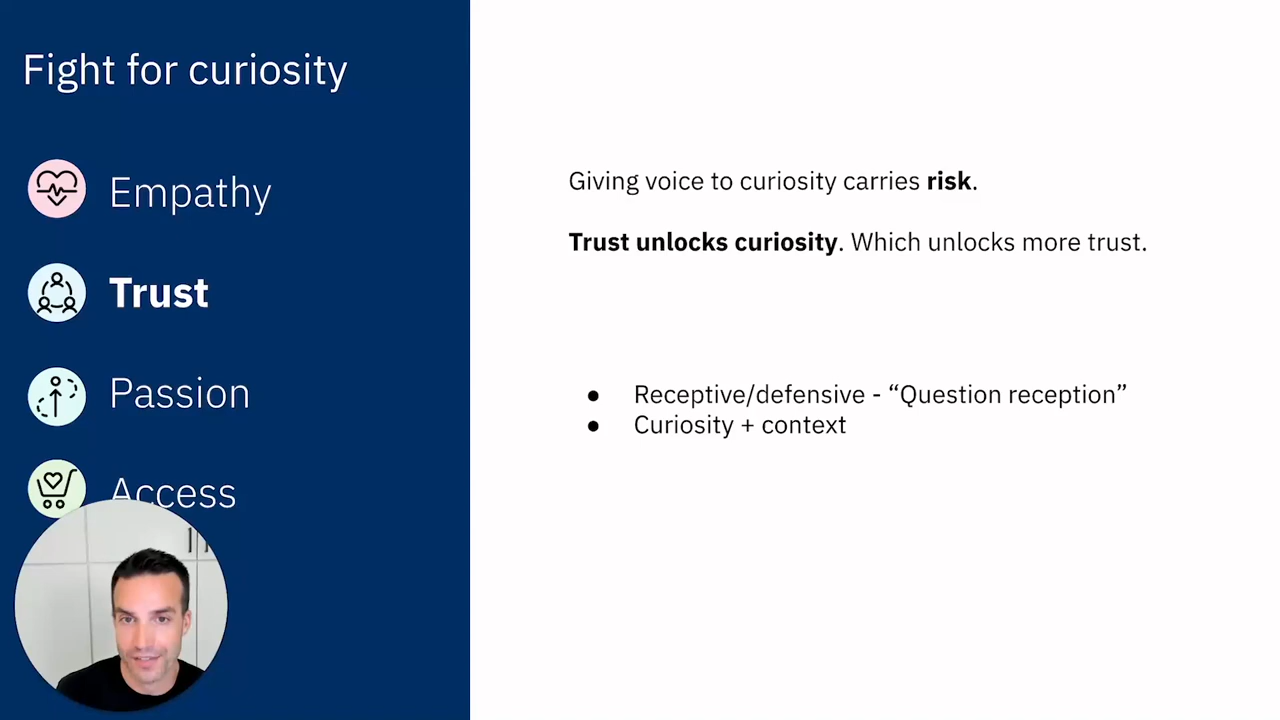 Fight for curiosity
Empathy
Trust
Passion
Access
Giving voice to curiosity carries risk.
Trust unlocks curiosity. Which unlocks more trust.
● Receptive/defensive - “Question reception”
● Curiosity + context